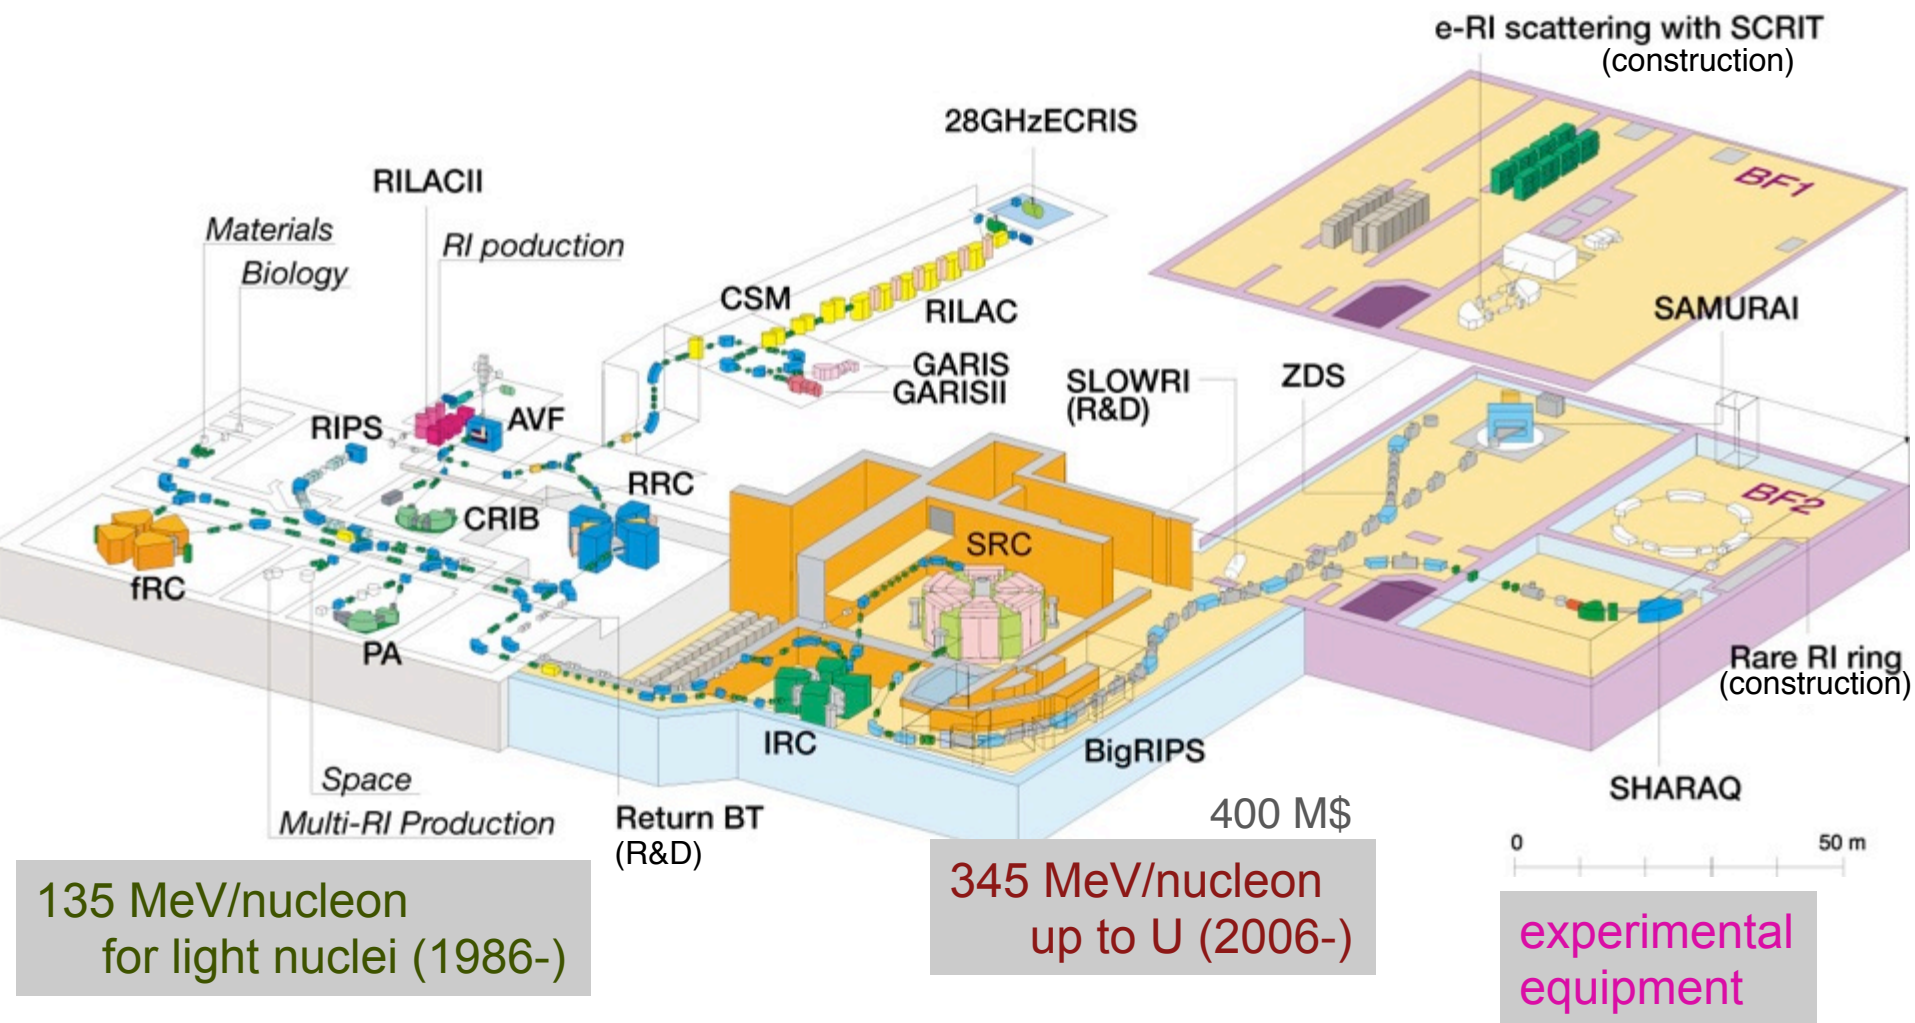 e-RI scattering with SCRIT
(construction)
28GHzECRIS
RILACII
BF1
Materials
RI poduction
Biology
CSM
RILAC
SAMURAI
GARIS
GARISII
SLOWRI
(R&D)
ZDS
RIPS
AVF
RRC
BF2
CRIB
SRC
fRC
PA
Rare RI ring
(construction)
IRC
BigRIPS
Space
SHARAQ
Multi-RI Production
Return BT
(R&D)
400 M$
0
50 m
135 MeV/nucleon
for light nuclei (1986-)
345 MeV/nucleon
up to U (2006-)
experimental
equipment